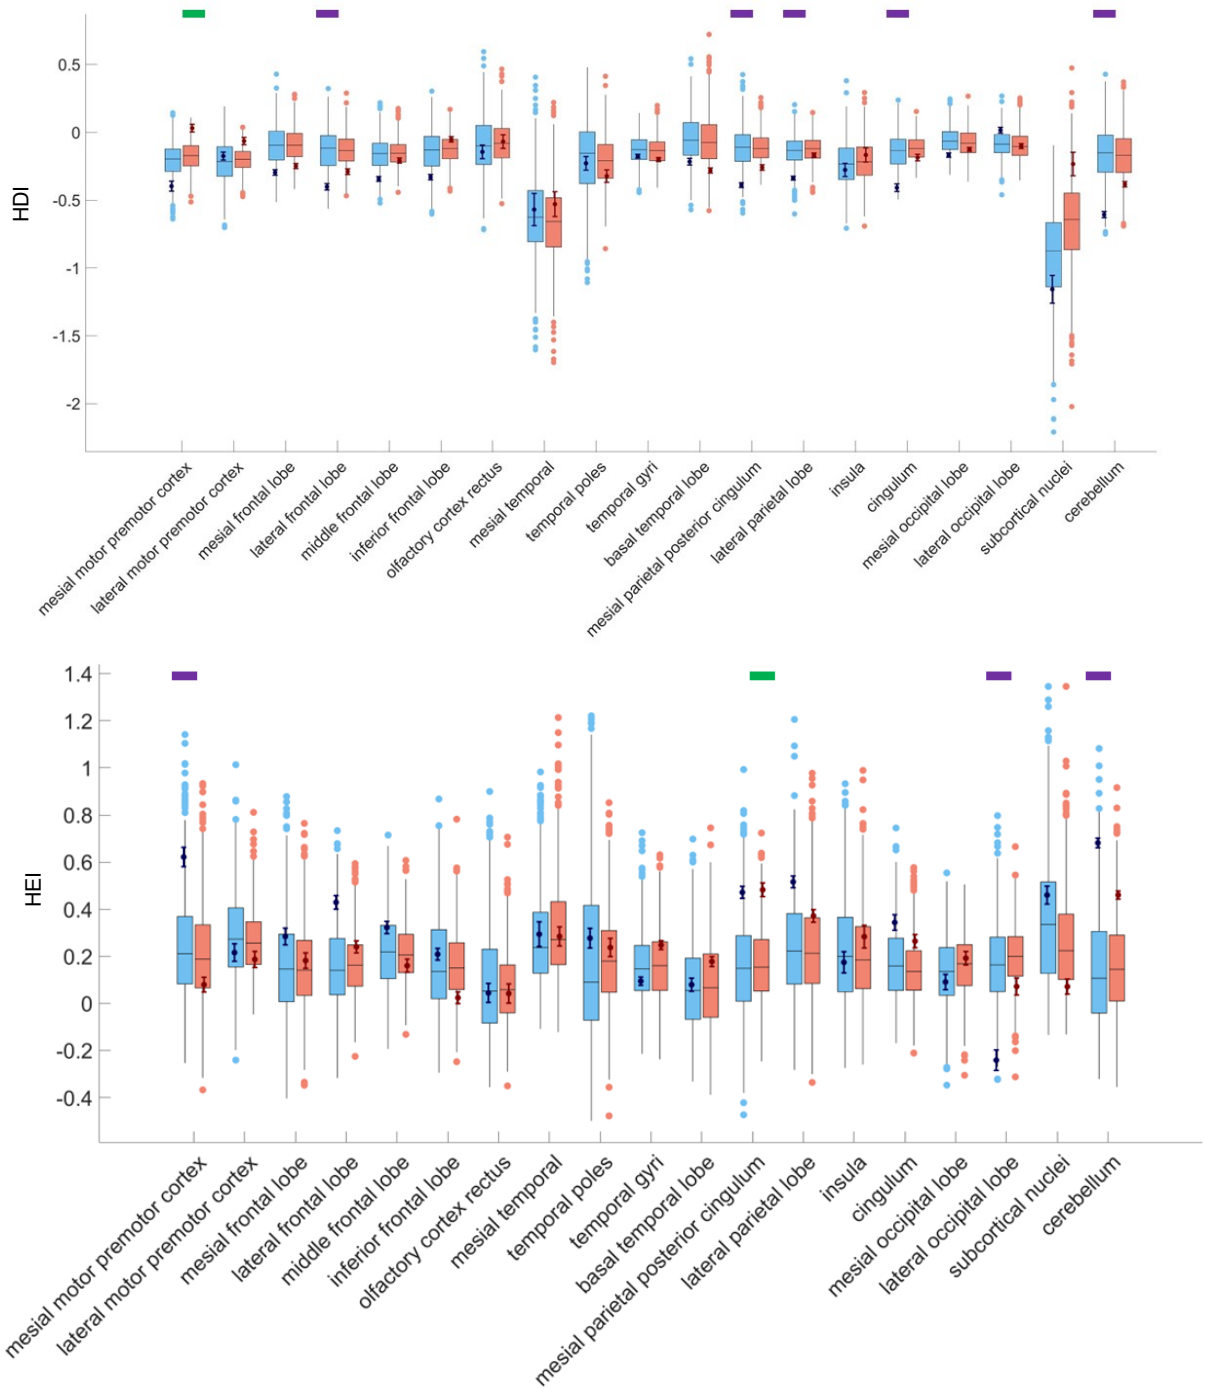 0.5
0
-0.5
-1
-1.5
-2
HDI
mesial motor premotor cortex
lateral motor premotor cortex
mesial frontal lobe
lateral frontal lobe
middle frontal lobe
inferior frontal lobe
olfactory cortex rectus
mesial temporal
temporal poles
temporal gyri
basal temporal lobe
mesial parietal posterior cingulum
lateral parietal lobe
insula
cingulum
mesial occipital lobe
lateral occipital lobe
subcortical nuclei
cerebellum
1.4
1.2
1
0.8
0.6
0.4
0.2
0
-0.2
-0.4
HEI
mesial motor premotor cortex
lateral motor premotor cortex
mesial frontal lobe
lateral frontal lobe
middle frontal lobe
inferior frontal lobe
olfactory cortex rectus
mesial temporal
temporal poles
temporal gyri
basal temporal lobe
mesial parietal posterior cingulum
lateral parietal lobe
insula
cingulum
mesial occipital lobe
lateral occipital lobe
subcortical nuclei
cerebellum